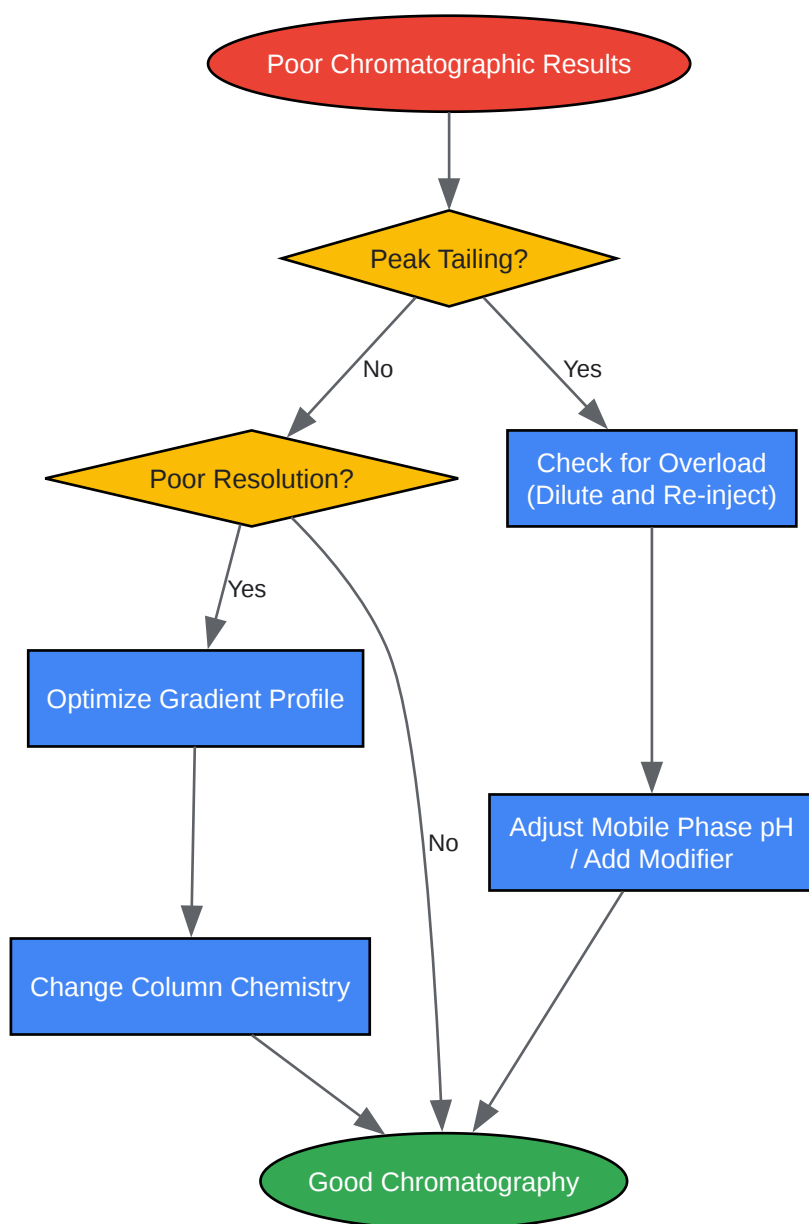 Poor Chromatographic Results
Peak Tailing?
No
Yes
Poor Resolution?
Check for Overload
(Dilute and Re-inject)
Yes
Optimize Gradient Profile
No
Adjust Mobile Phase pH
/ Add Modifier
Change Column Chemistry
Good Chromatography